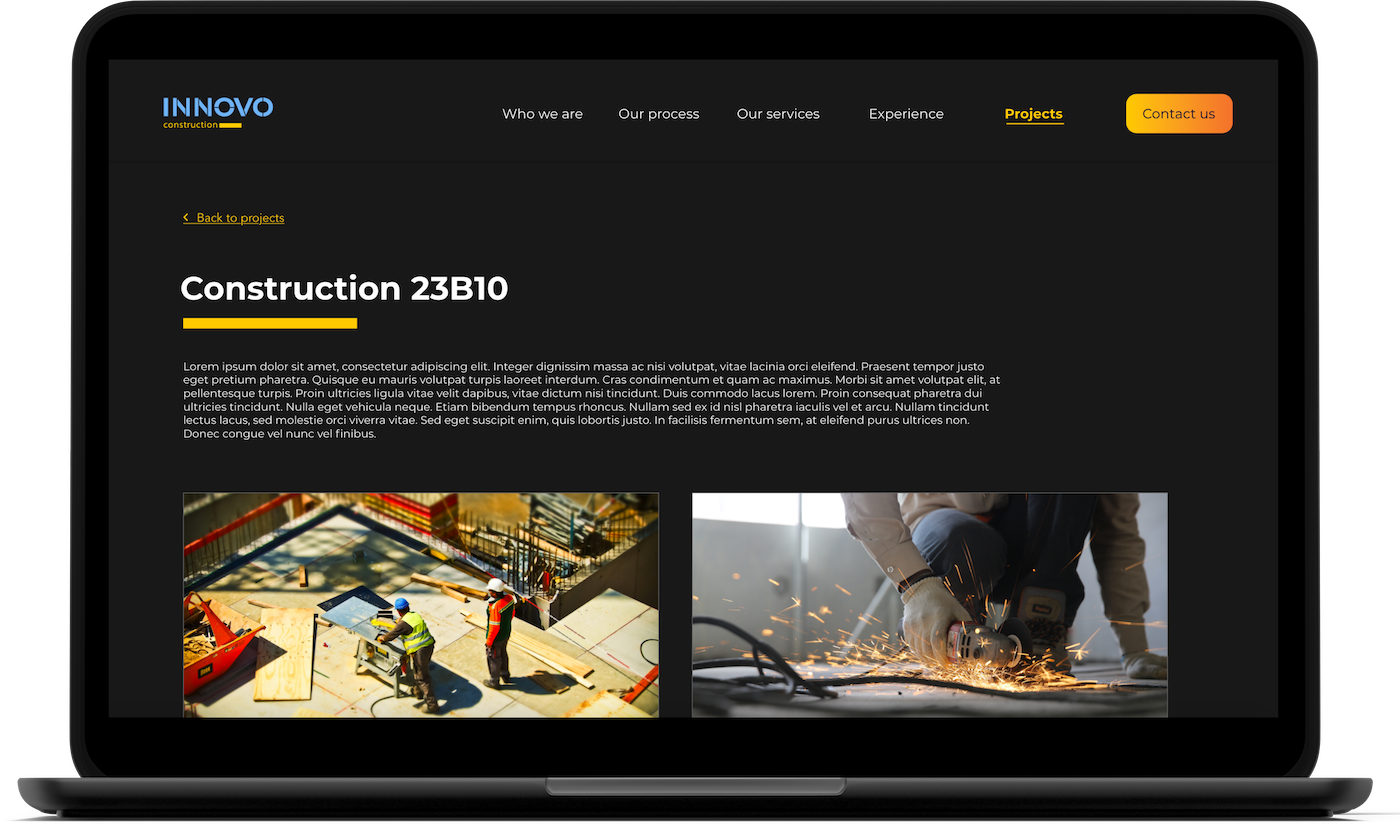 INNOVO
construction
Who we are
Our process
Our services
Experience
Projects
Contact us
Back to projects
Construction 23B10
Lorem ipsum dolor sit amet, consectetur adipiscing elit. Integer dignissim massa ac nisi volutpat, vitae lacinia orci eleifend. Praesent tempor justo
eget pretium pharetra. Quisque eu mauris volutpat turpis laoreet interdum. Cras condimentum et quam ac maximus. Morbi sit amet volutpat elit, at
pellentesque turpis. Proin ultricies ligula vitae velit dapibus, vitae dictum nisi tincidunt. Duis commodo lacus lorem. Proin consequat pharetra dui
ultricies tincidunt. Nulla eget vehicula neque. Etiam bibendum tempus rhoncus. Nullam sed ex id nisl pharetra iaculis vel et arcu. Nullam tincidunt
lectus lacus, sed molestie orci viverra vitae. Sed eget suscipit enim, quis lobortis justo. In facilisis fermentum sem, at eleifend purus ultrices non.
Donec congue vel nunc vel finibus.